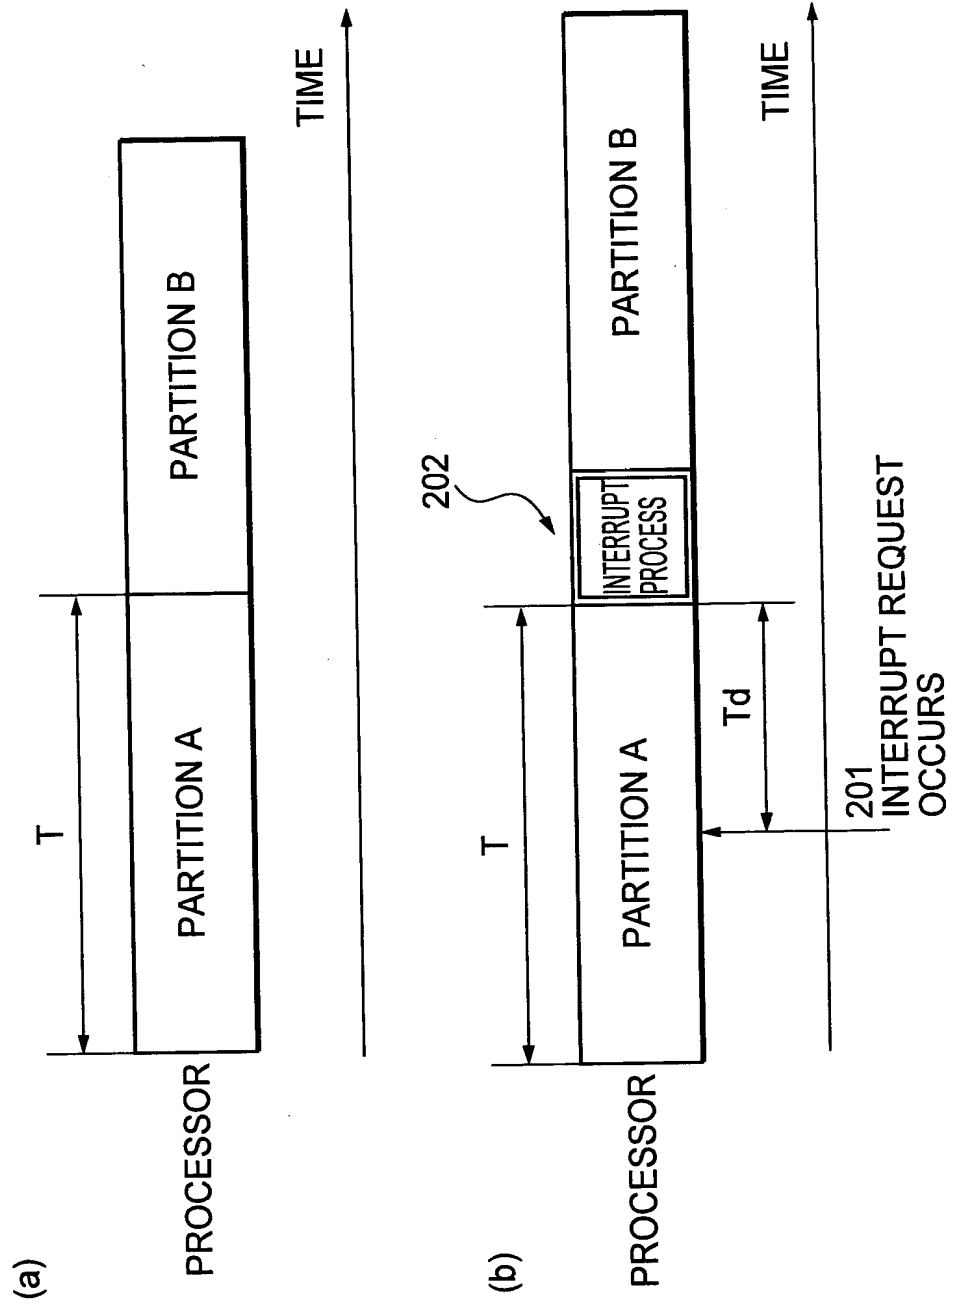 (a)
T
PROCESSOR
PARTITION A
PARTITION B
TIME
(b)
202
T
PROCESSOR
PARTITION A
INTERRUPT
PROCESS
PARTITION B
Td
TIME
201
INTERRUPT REQUEST
OCCURS